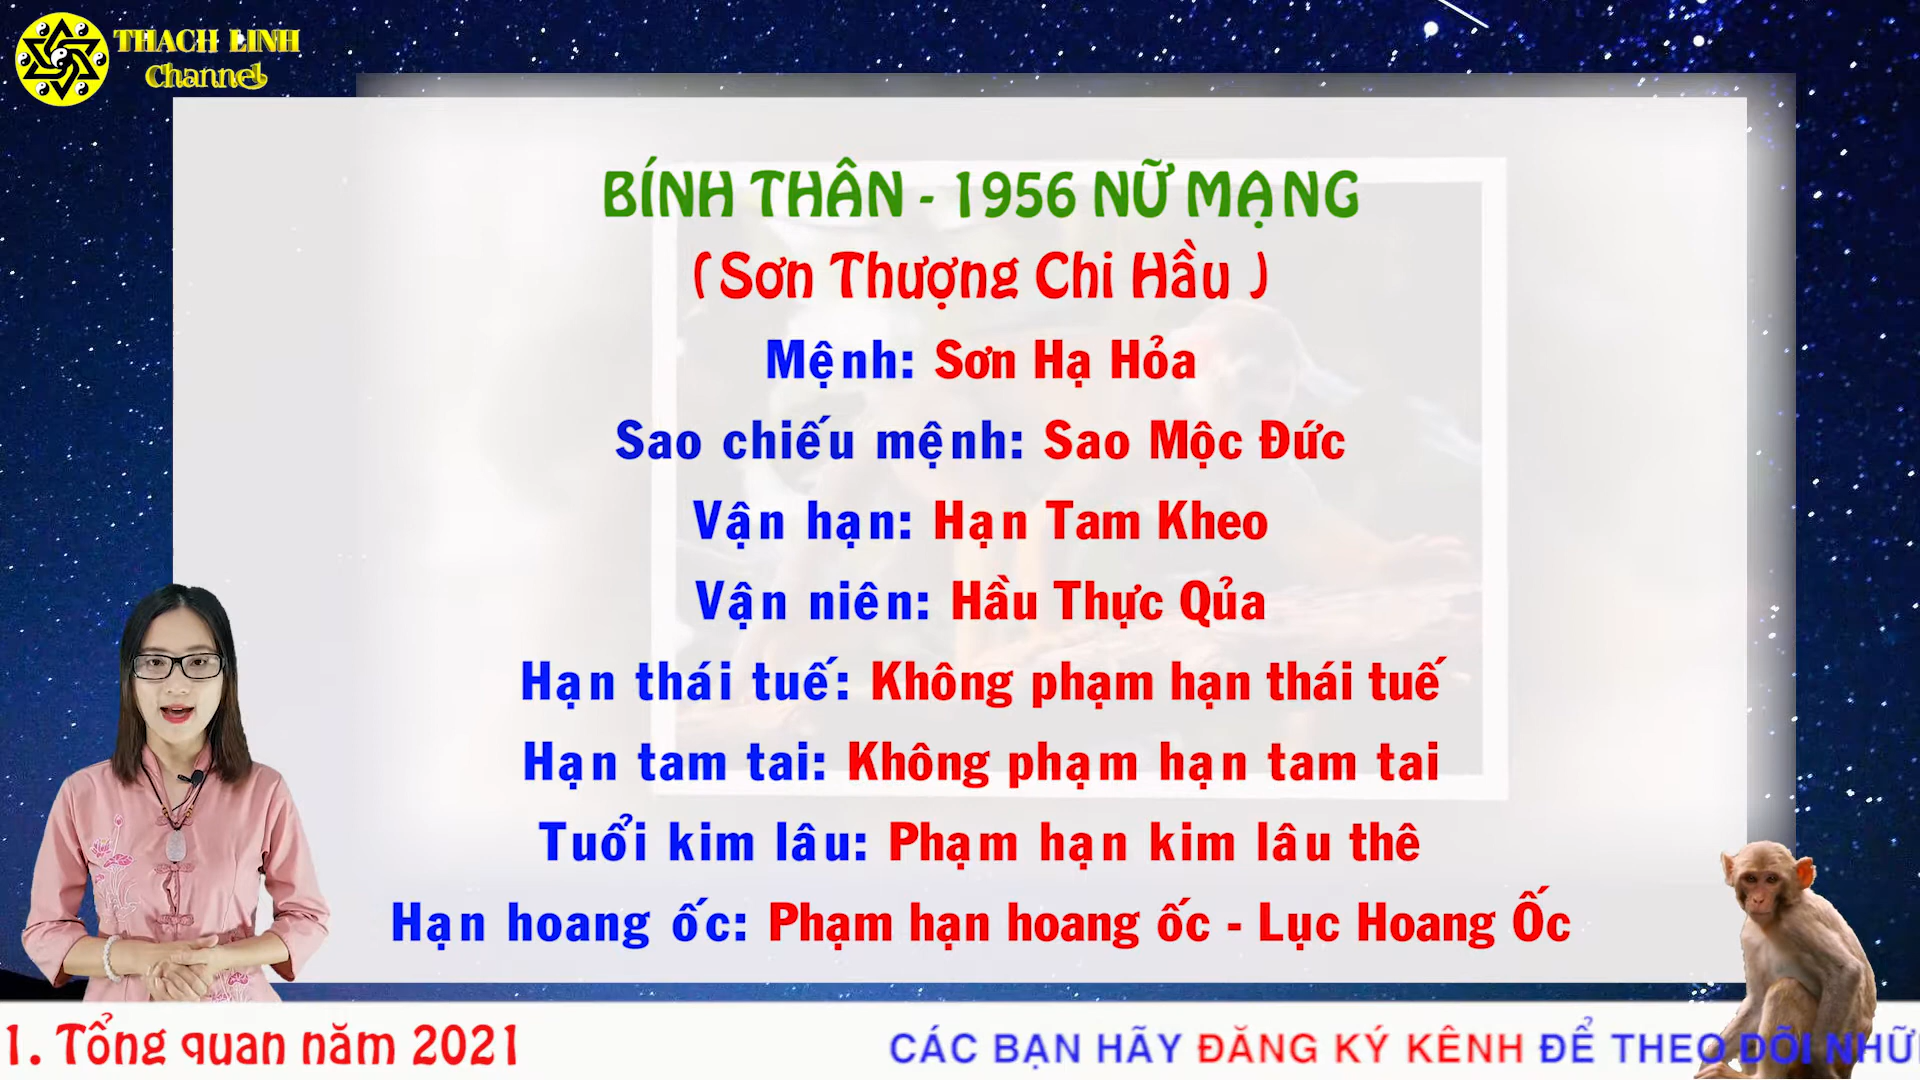 THACH LINH
Channel
BÍNH THÂN - 1956 NỮ MẠNG
( Sơn Thượng Chi Hầu )
Mệnh: Sơn Hạ Hỏa
Sao chiếu mệnh: Sao Mộc Đức
Vận hạn: Hạn Tam Kheo
Vận niên: Hầu Thực Qủa
Hạn thái tuế: Không phạm hạn thái tuế
Hạn tam tai: Không phạm hạn tam tai
Tuổi kim lâu: Phạm hạn kim lâu thê
Hạn hoang ốc: Phạm hạn hoang ốc - Lục Hoang Ốc
1. Tổng quan năm 2021
CÁC BẠN HÃY ĐĂNG KÝ KÊNH ĐỂ THEO DÕI